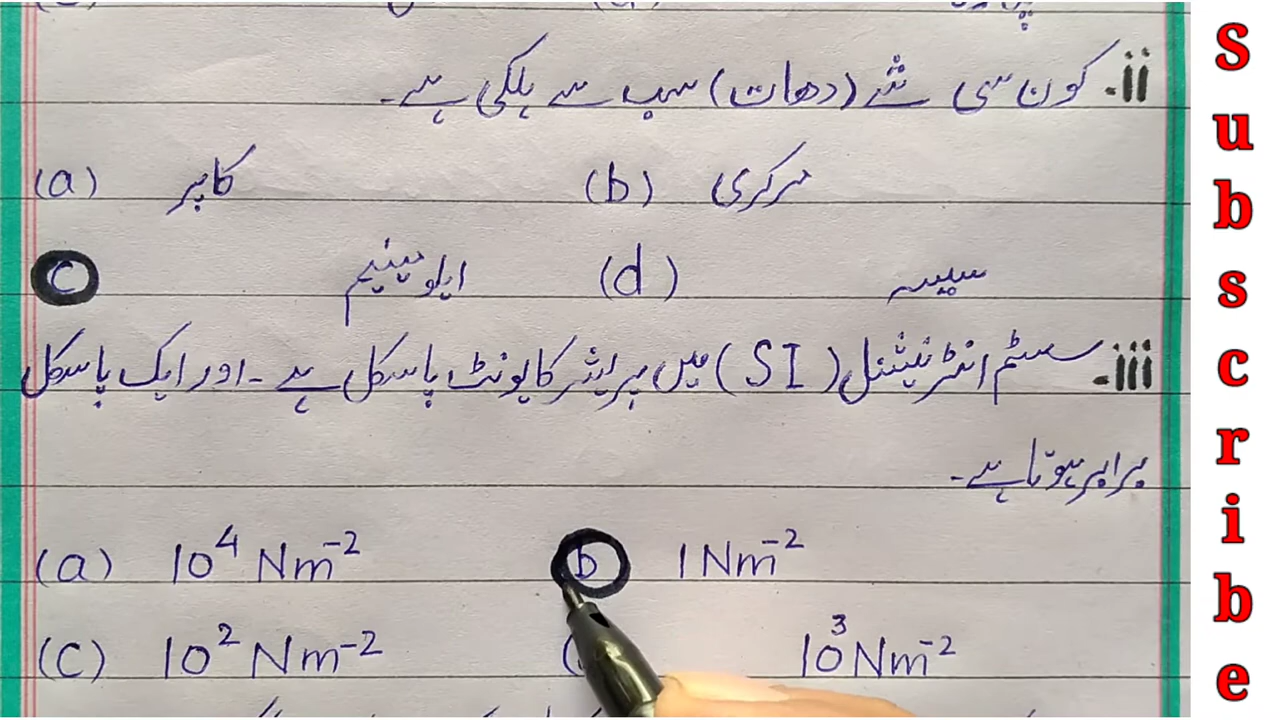 ii. کون سی شے (دھات) سب سے ہلکی ہے۔
(a) کاپر (b) مرکری
c ایلومینیم (d) سیسہ
iii. سسٹم انٹرنیشنل (SI) میں پریشر کا یونٹ پاسکل ہے۔ اور ایک پاسکل
برابر ہوتا ہے۔
(a) 10⁴ Nm⁻² b 1 Nm⁻²
(C) 10² Nm⁻² 10³ Nm⁻²
Subscribe